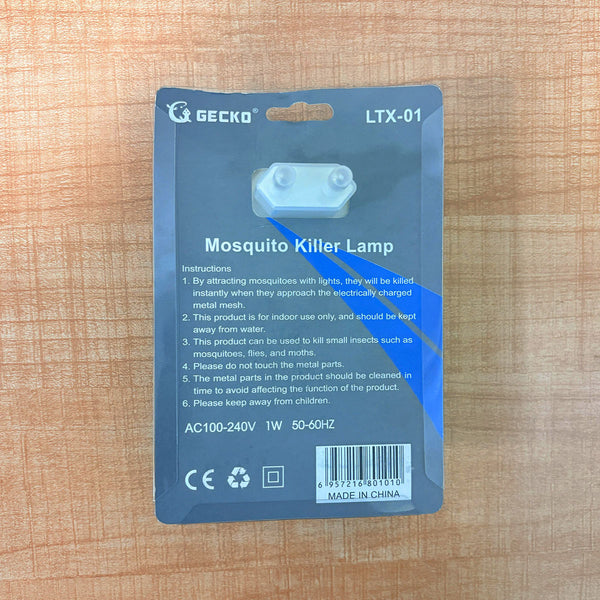 GECKO®
LTX-01
Mosquito Killer Lamp
Instructions
1. By attracting mosquitoes with lights, they will be killed
instantly when they approach the electrically charged
metal mesh.
2. This product is for indoor use only, and should be kept
away from water.
3. This product can be used to kill small insects such as
mosquitoes, flies, and moths.
4. Please do not touch the metal parts.
5. The metal parts in the product should be cleaned in
time to avoid affecting the function of the product.
6. Please keep away from children.
AC100-240V 1W 50-60HZ
CE
6 957216 801010
MADE IN CHINA